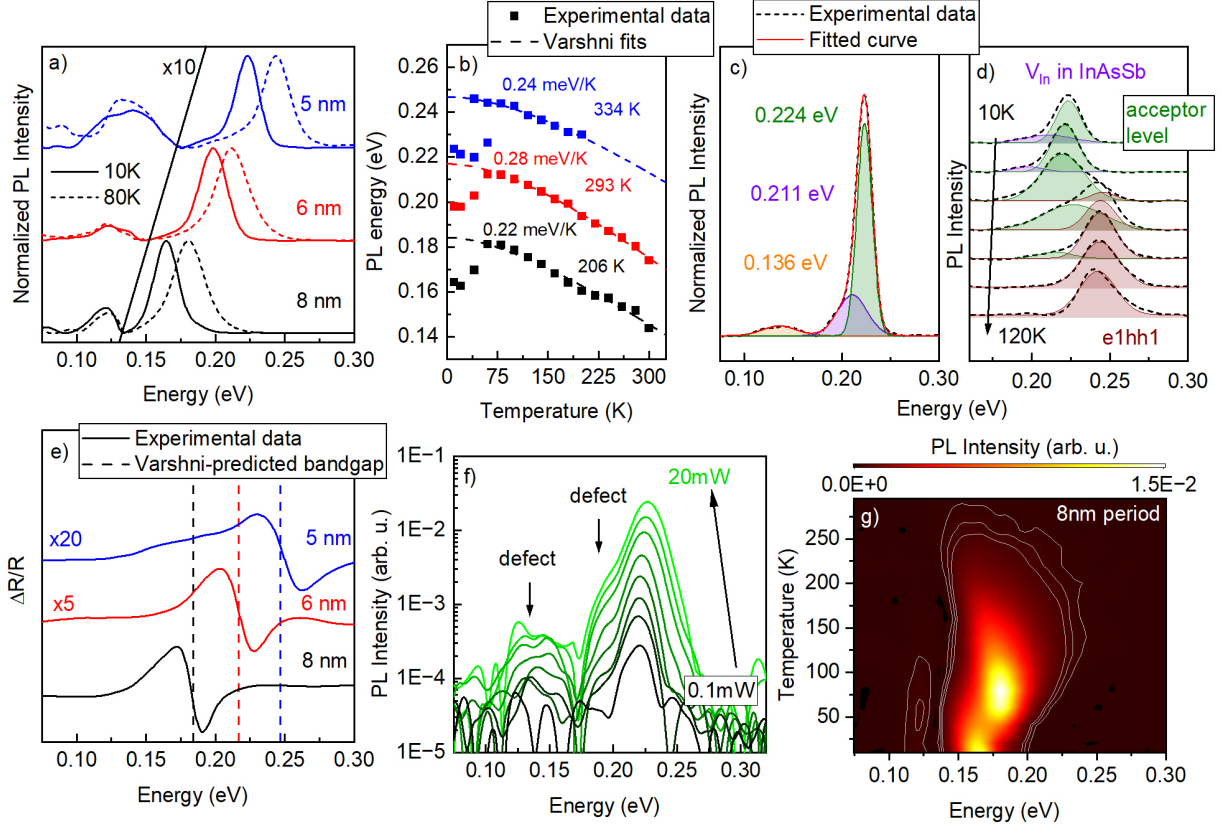 a)
x10
5 nm
10K
80K
6 nm
8 nm
Normalized PL Intensity
0.10 0.15 0.20 0.25 0.30
Energy (eV)
Experimental data
Varshni fits
b)
0.24 meV/K
334 K
0.28 meV/K
293 K
0.22 meV/K
206 K
PL energy (eV)
0.26
0.24
0.22
0.20
0.18
0.16
0.14
0 75 150 225 300
Temperature (K)
Experimental data
Fitted curve
c)
0.224 eV
0.211 eV
0.136 eV
Normalized PL Intensity
0.10 0.20 0.30
d)
V_In in InAsSb
10K
acceptor
level
120K
e1hh1
PL Intensity
0.20 0.25 0.30
Energy (eV)
Experimental data
Varshni-predicted bandgap
e)
x20
5 nm
x5
6 nm
8 nm
ΔR/R
0.10 0.15 0.20 0.25 0.30
Energy (eV)
f)
20mW
defect
defect
0.1mW
PL Intensity (arb. u.)
1E-1
1E-2
1E-3
1E-4
1E-5
0.10 0.15 0.20 0.25 0.30
Energy (eV)
PL Intensity (arb. u.)
0.0E+0 1.5E-2
g)
8nm period
Temperature (K)
250
200
150
100
50
0.10 0.15 0.20 0.25 0.30
Energy (eV)